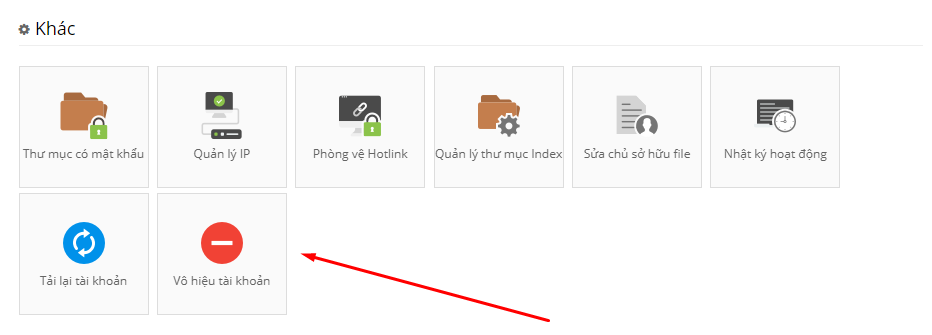 Khác
Thư mục có mật khẩu
Quản lý IP
Phòng vệ Hotlink
Quản lý thư mục Index
Sửa chủ sở hữu file
Nhật ký hoạt động
Tải lại tài khoản
Vô hiệu tài khoản